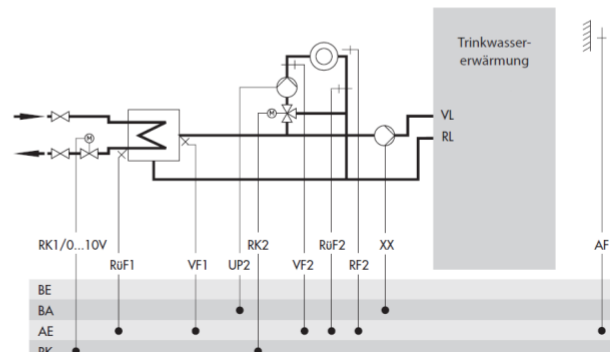 Trinkwasser-
erwärmung
VL
RL
M
M
RK1/0...10V
RK2
RüF2
XX
AF
RüF1
VF1
UP2
VF2
RF2
BE
BA
AE
RK